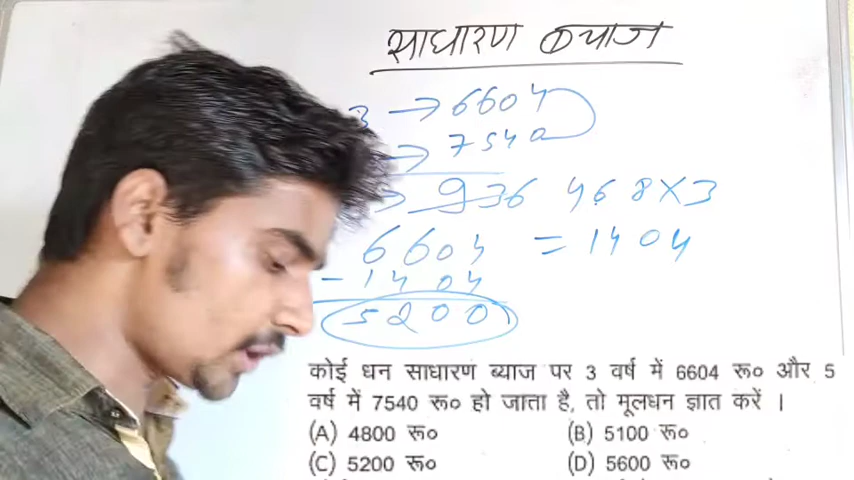 साधारण ब्याज
3 → 6604
→ 7540
→ 936 468×3
6604 = 1404
- 1404
5200
कोई धन साधारण ब्याज पर 3 वर्ष में 6604 रू० और 5
वर्ष में 7540 रू० हो जाता है, तो मूलधन ज्ञात करें ।
(A) 4800 रू० (B) 5100 रू०
(C) 5200 रू० (D) 5600 रू०